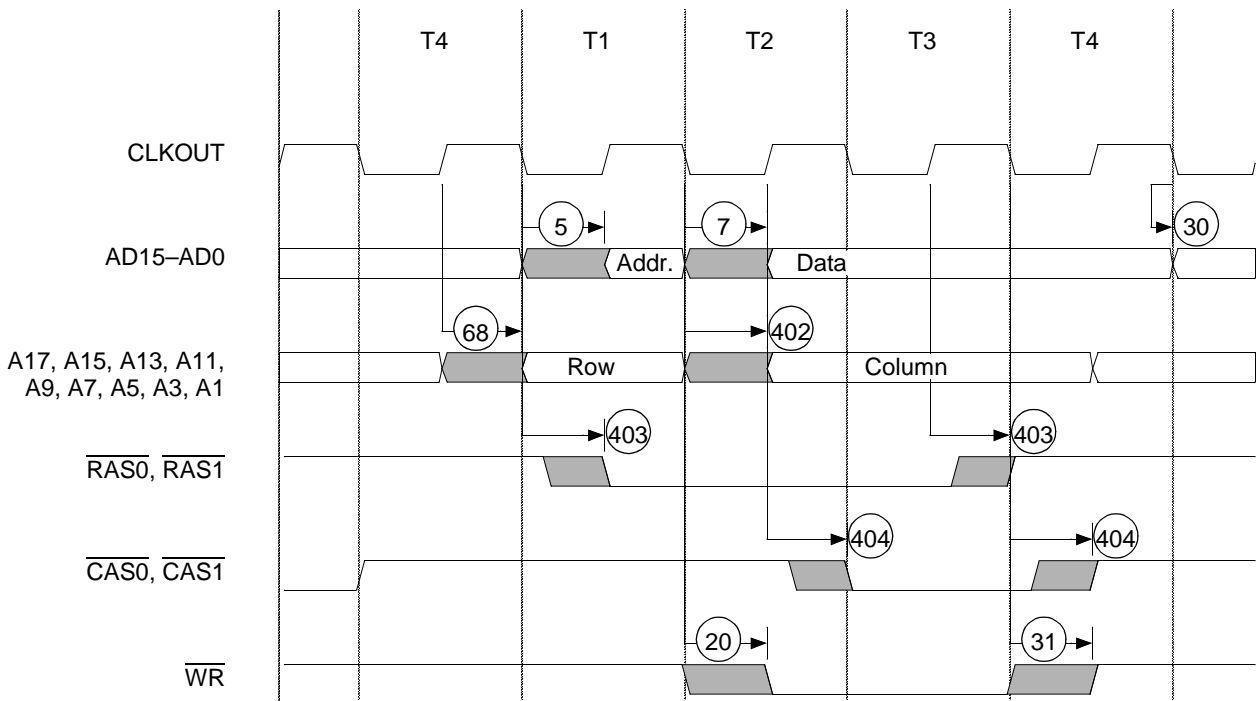 T4 T1 T2 T3 T4
CLKOUT
5 7 30
AD15–AD0 Addr. Data
68 402
A17, A15, A13, A11,
A9, A7, A5, A3, A1
Row Column
403 403
RAS0, RAS1
404 404
CAS0, CAS1
20 31
WR